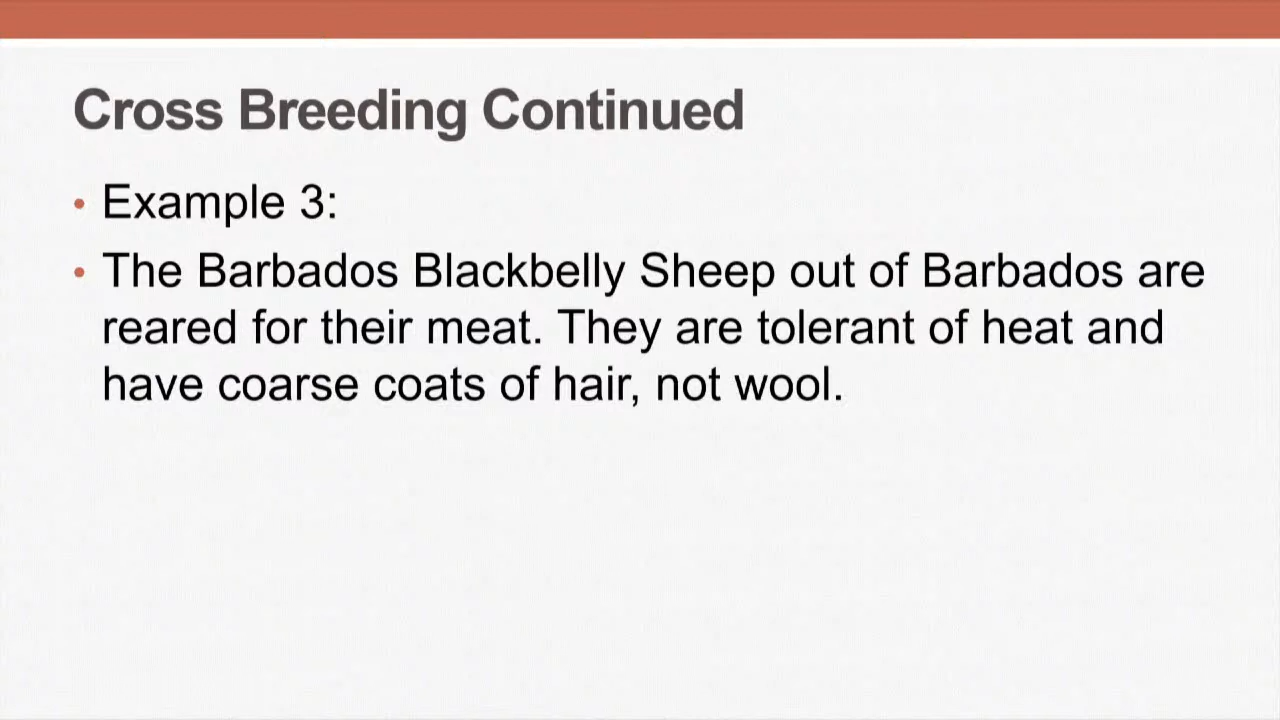 Cross Breeding Continued
• Example 3:
• The Barbados Blackbelly Sheep out of Barbados are
reared for their meat. They are tolerant of heat and
have coarse coats of hair, not wool.